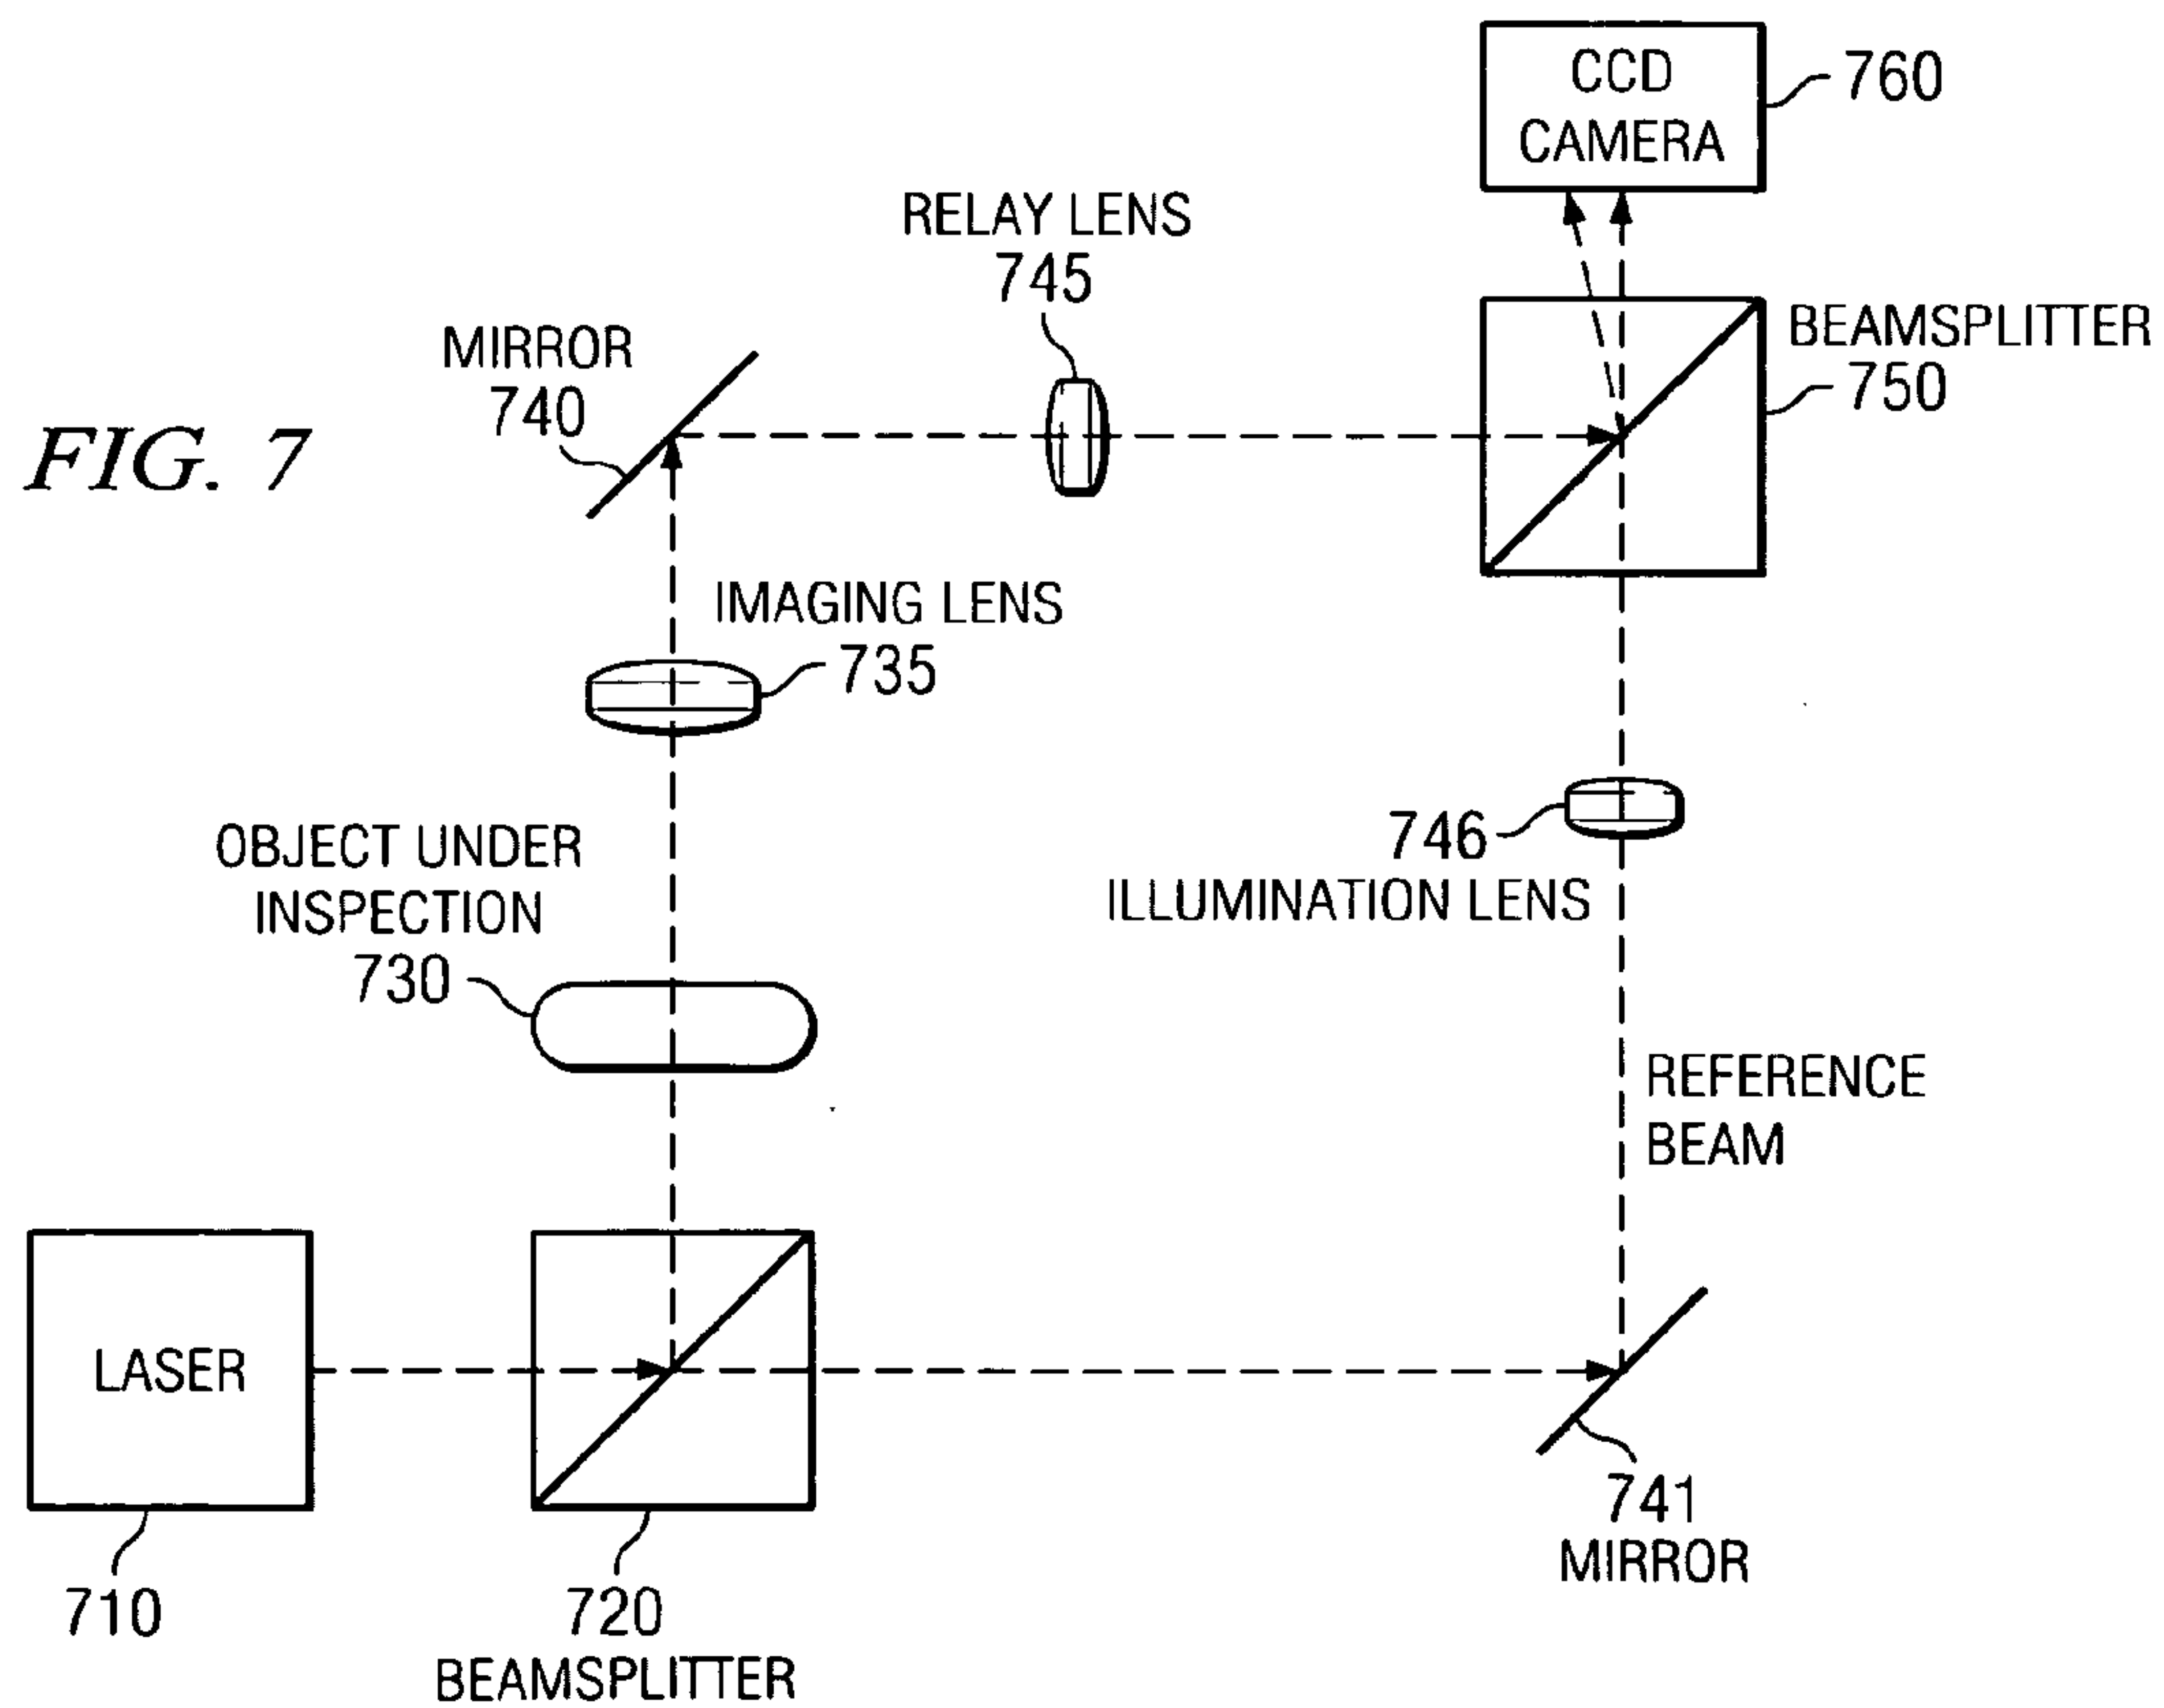 CCD
CAMERA
760
RELAY LENS
745
MIRROR
740
BEAMSPLITTER
750
FIG. 7
IMAGING LENS
735
746
ILLUMINATION LENS
OBJECT UNDER
INSPECTION
730
REFERENCE
BEAM
LASER
710
720
BEAMSPLITTER
741
MIRROR